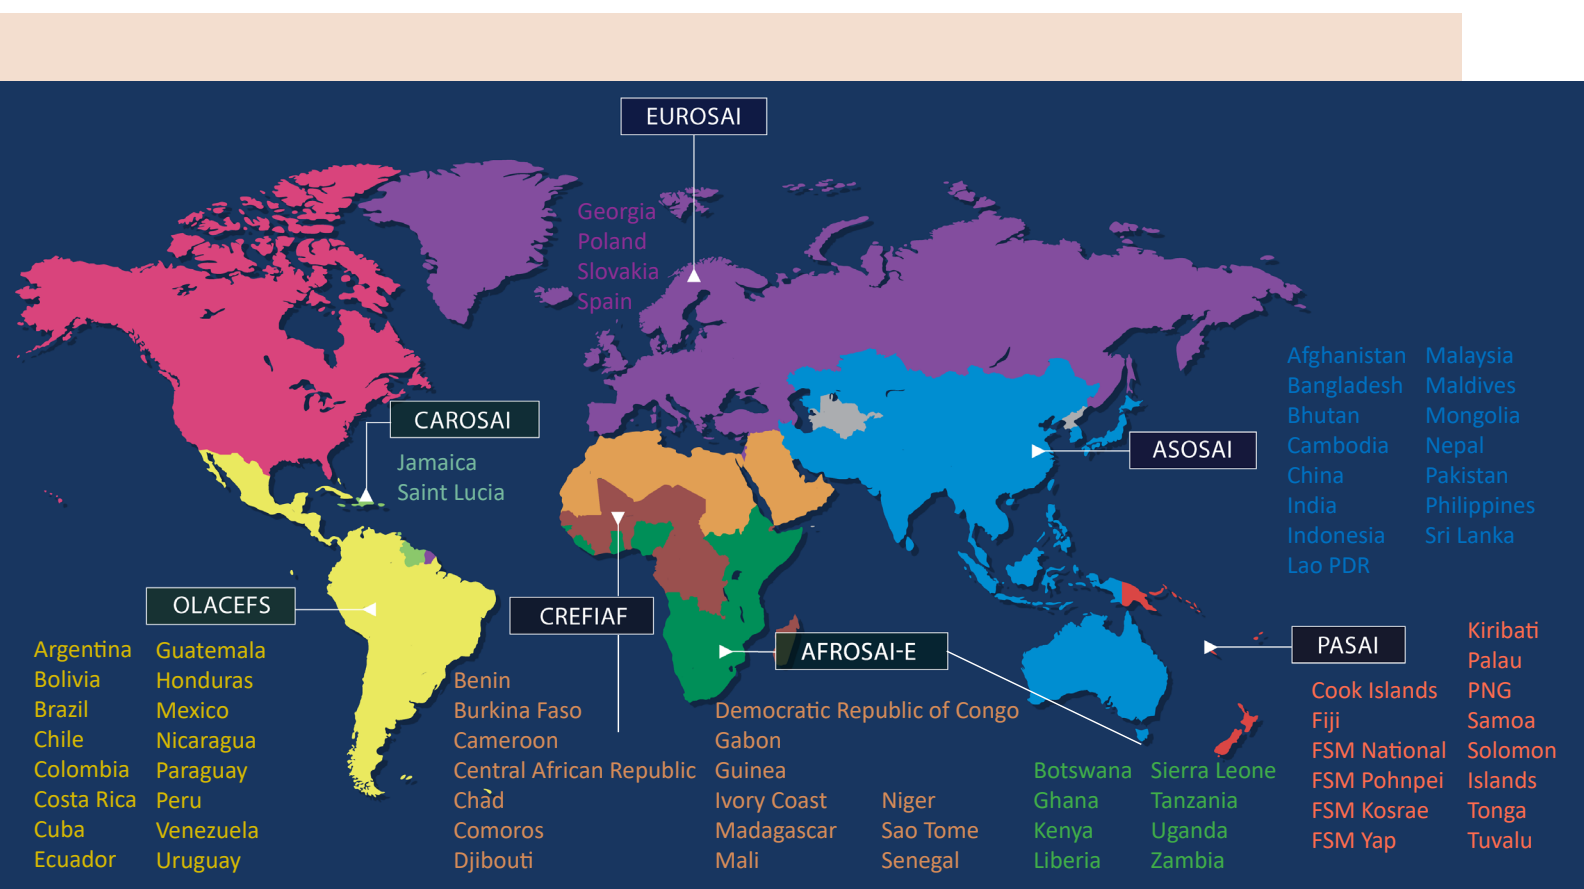 EUROSAI
Georgia
Poland
Slovakia
Spain
CAROSAI
Jamaica
Saint Lucia
ASOSAI
Afghanistan
Bangladesh
Bhutan
Cambodia
China
India
Indonesia
Lao PDR
Malaysia
Maldives
Mongolia
Nepal
Pakistan
Philippines
Sri Lanka
OLACEFS
Argentina
Bolivia
Brazil
Chile
Colombia
Costa Rica
Cuba
Ecuador
Guatemala
Honduras
Mexico
Nicaragua
Paraguay
Peru
Venezuela
Uruguay
CREFIAF
Benin
Burkina Faso
Cameroon
Central African Republic
Chad
Comoros
Djibouti
Democratic Republic of Congo
Gabon
Guinea
Ivory Coast
Madagascar
Mali
Niger
Sao Tome
Senegal
AFROSAI-E
Botswana
Ghana
Kenya
Liberia
Sierra Leone
Tanzania
Uganda
Zambia
PASAI
Cook Islands
Fiji
FSM National
FSM Pohnpei
FSM Kosrae
FSM Yap
Kiribati
Palau
PNG
Samoa
Solomon
Islands
Tonga
Tuvalu